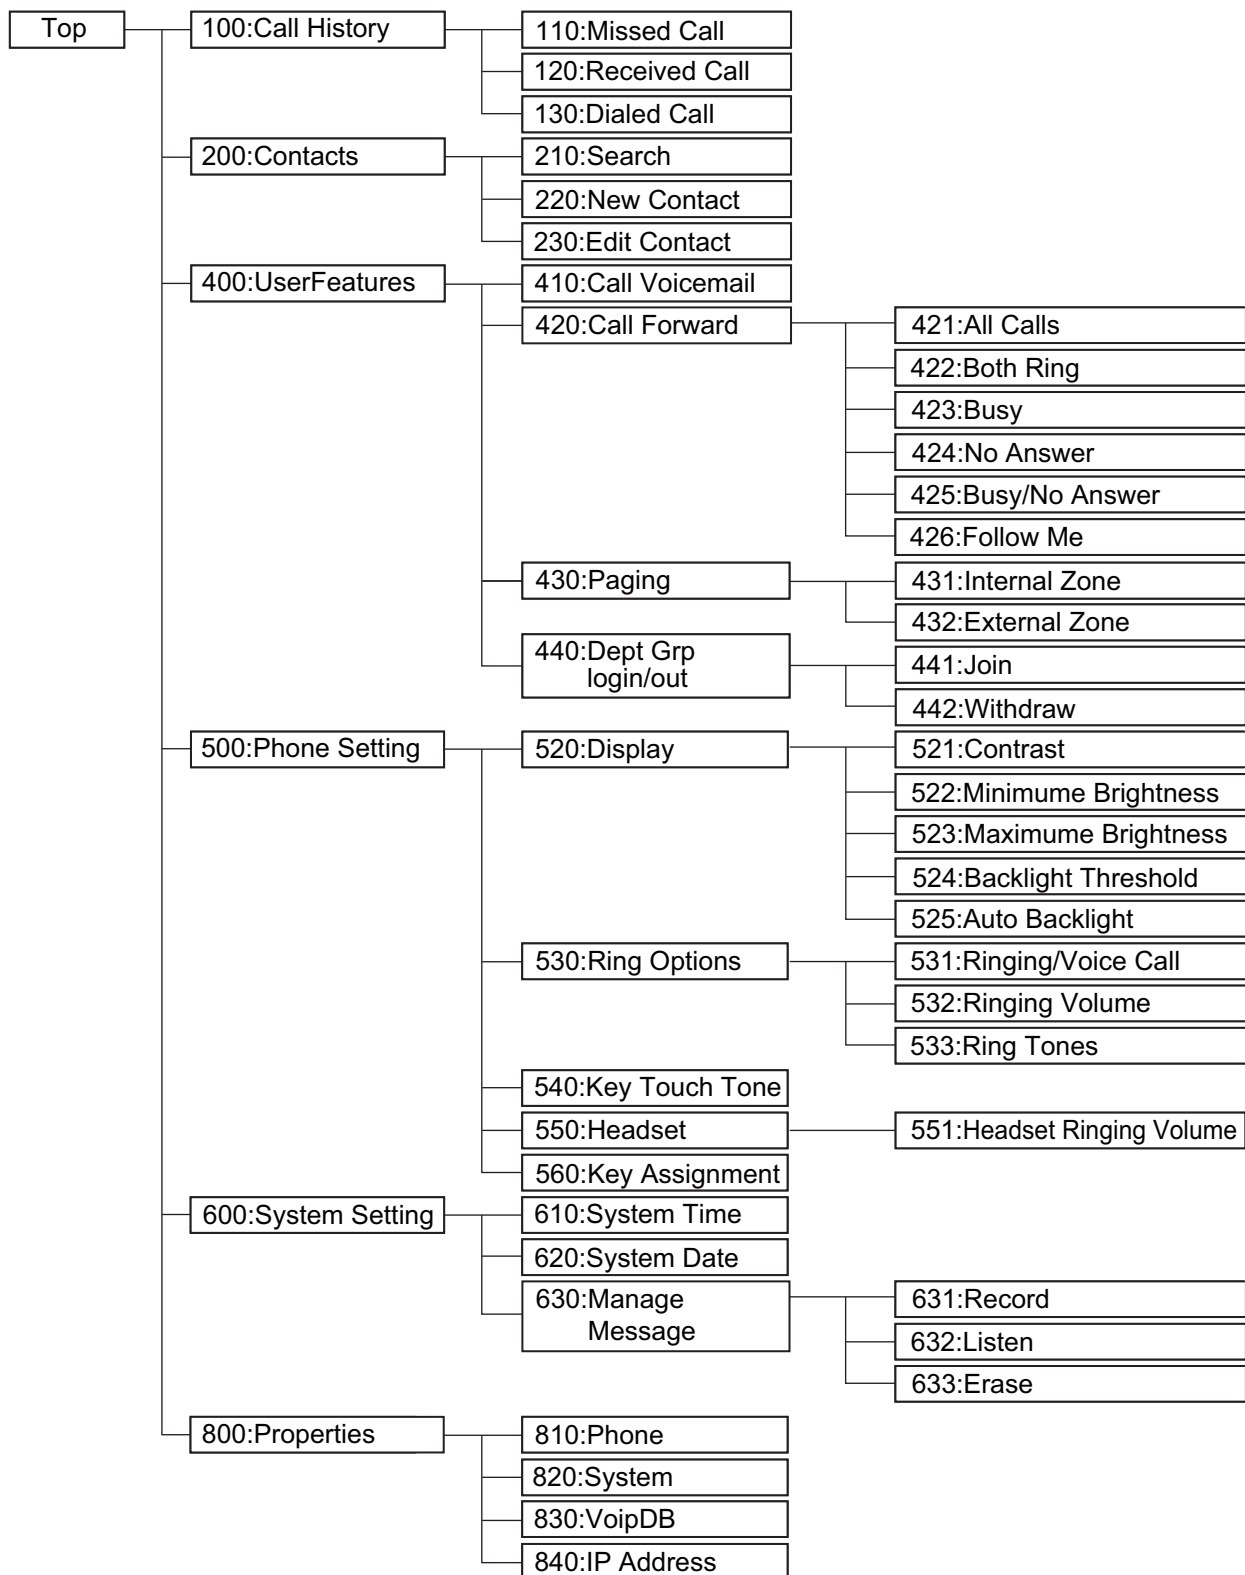 Top
100:Call History
110:Missed Call
120:Received Call
130:Dialed Call
200:Contacts
210:Search
220:New Contact
230:Edit Contact
400:UserFeatures
410:Call Voicemail
420:Call Forward
421:All Calls
422:Both Ring
423:Busy
424:No Answer
425:Busy/No Answer
426:Follow Me
430:Paging
431:Internal Zone
432:External Zone
440:Dept Grp
login/out
441:Join
442:Withdraw
500:Phone Setting
520:Display
521:Contrast
522:Minimume Brightness
523:Maximume Brightness
524:Backlight Threshold
525:Auto Backlight
530:Ring Options
531:Ringing/Voice Call
532:Ringing Volume
533:Ring Tones
540:Key Touch Tone
550:Headset
551:Headset Ringing Volume
560:Key Assignment
600:System Setting
610:System Time
620:System Date
630:Manage
Message
631:Record
632:Listen
633:Erase
800:Properties
810:Phone
820:System
830:VoipDB
840:IP Address